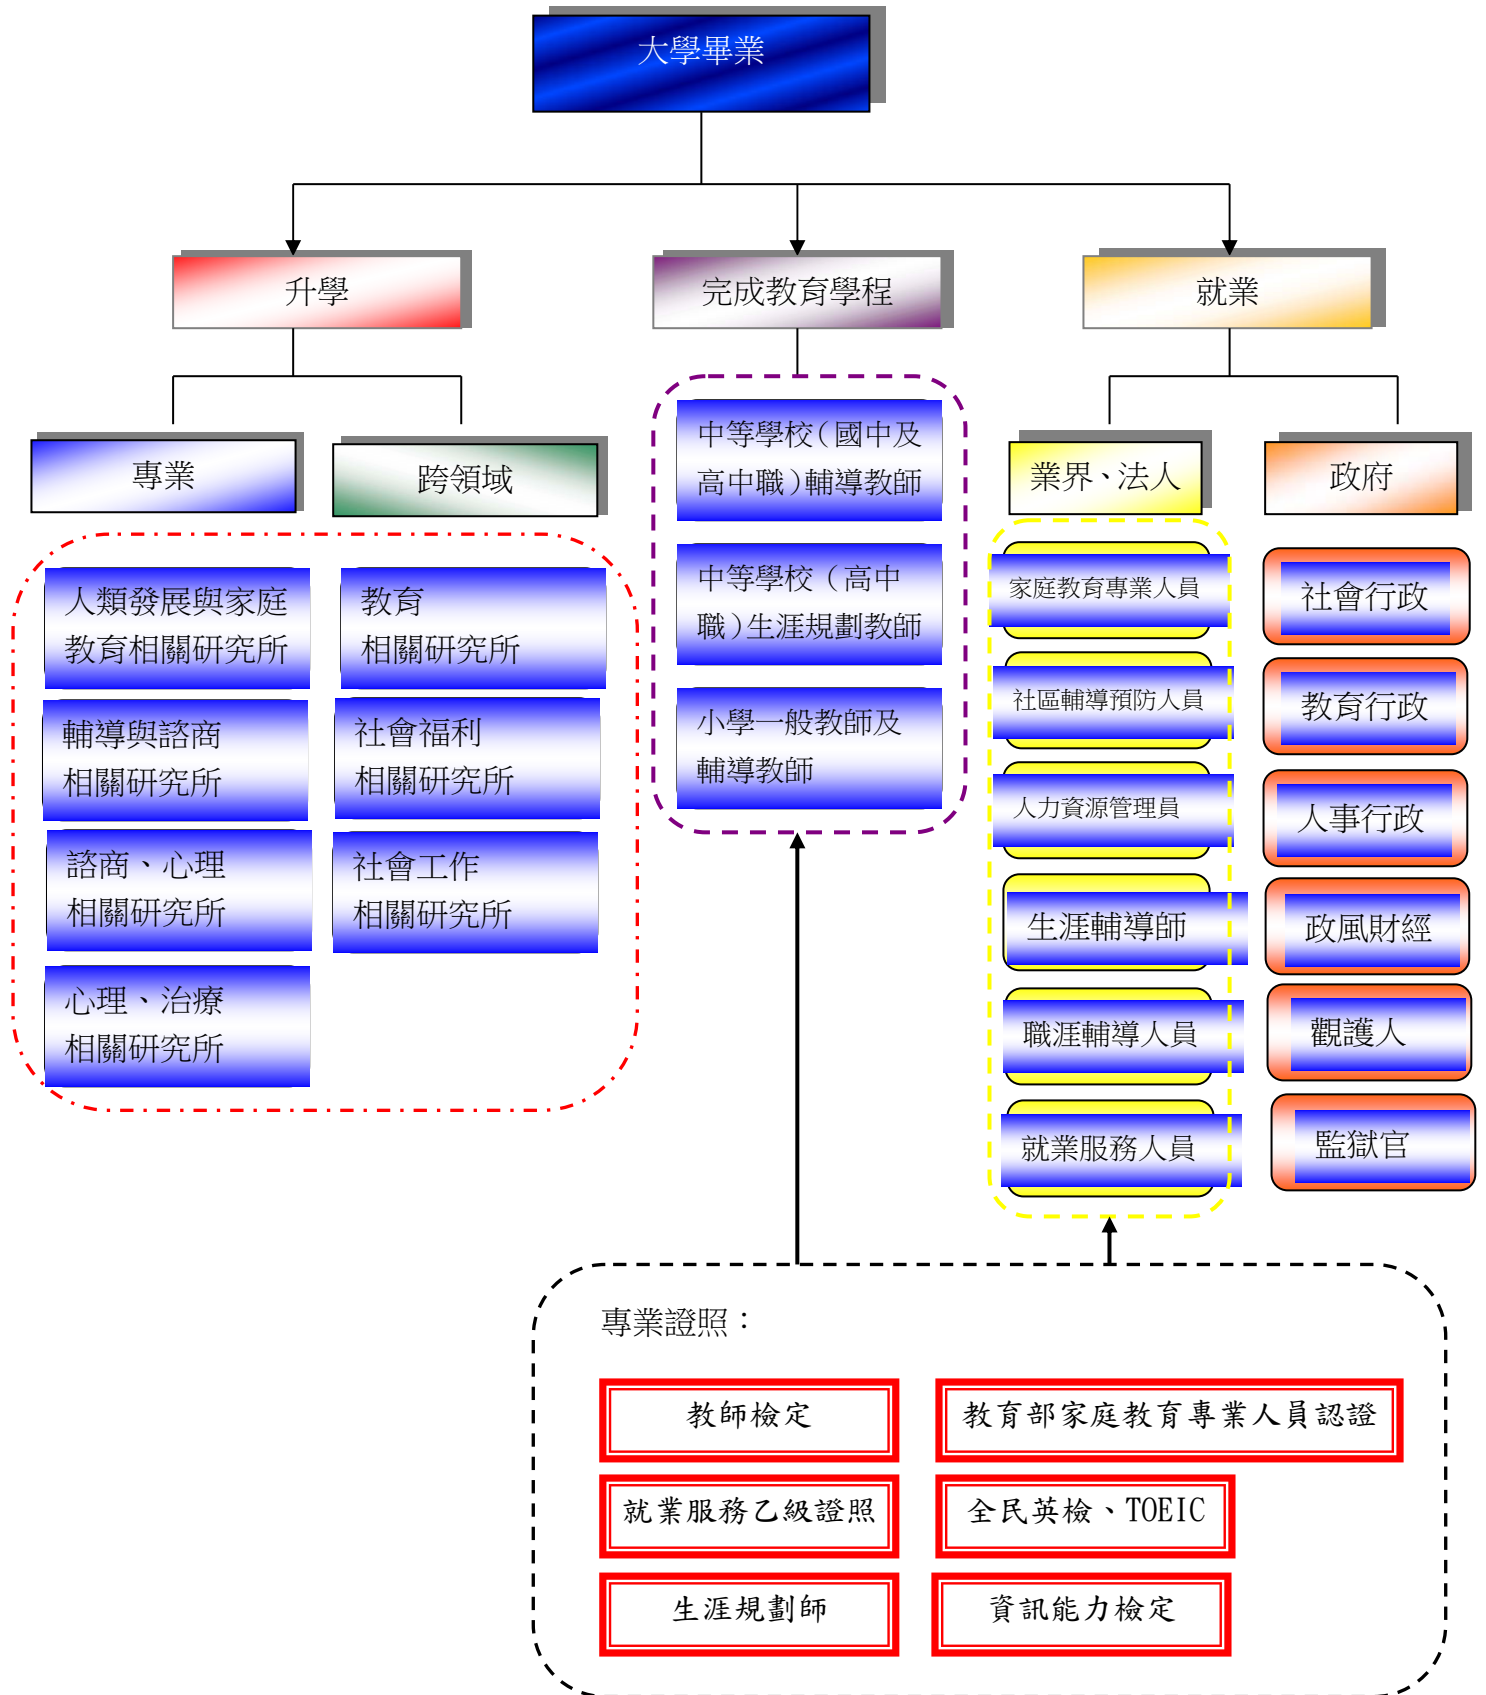 大學畢業
升學
完成教育學程
就業
專業
跨領域
業界、法人
政府
人類發展與家庭
教育相關研究所
輔導與諮商
相關研究所
諮商、心理
相關研究所
心理、治療
相關研究所
教育
相關研究所
社會福利
相關研究所
社會工作
相關研究所
中等學校(國中及
高中職)輔導教師
中等學校(高中
職)生涯規劃教師
小學一般教師及
輔導教師
家庭教育專業人員
社區輔導預防人員
人力資源管理員
生涯輔導師
職涯輔導人員
就業服務人員
社會行政
教育行政
人事行政
政風財經
觀護人
監獄官
專業證照：
教師檢定
教育部家庭教育專業人員認證
就業服務乙級證照
全民英檢、TOEIC
生涯規劃師
資訊能力檢定